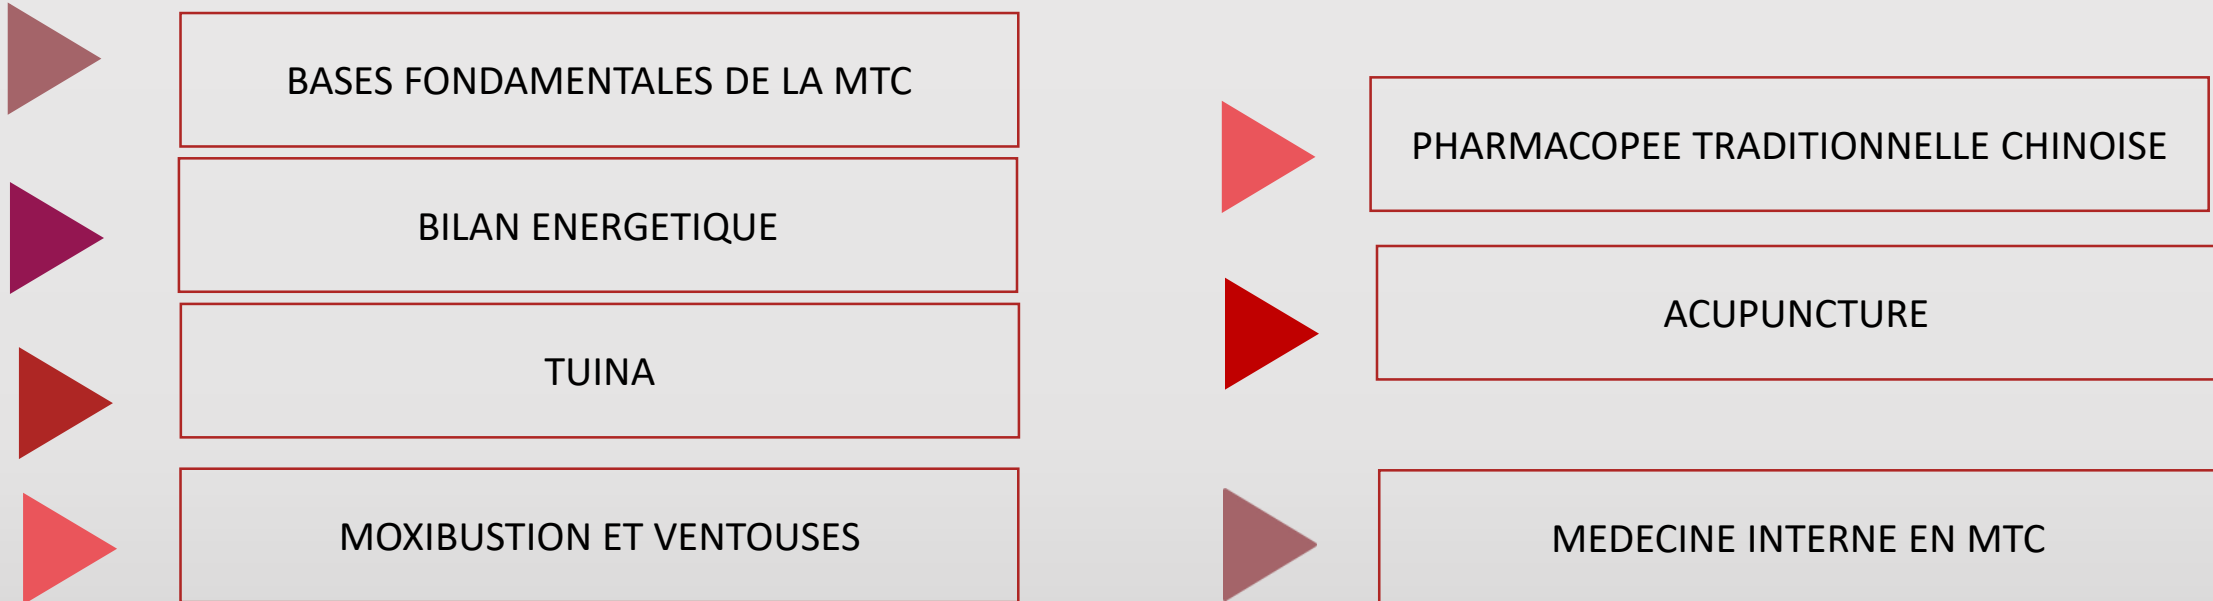 BASES FONDAMENTALES DE LA MTC
BILAN ENERGETIQUE
TUINA
MOXIBUSTION ET VENTOUSES
PHARMACOPEE TRADITIONNELLE CHINOISE
ACUPUNCTURE
MEDECINE INTERNE EN MTC